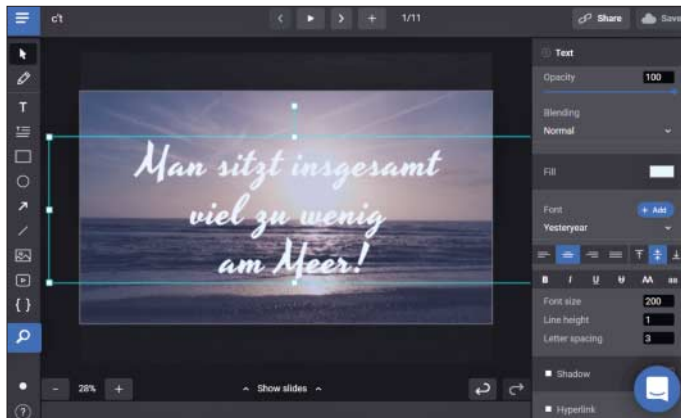 c't
1/11
Share
Save
Text
Opacity 100
Blending
Normal
Fill
Font + Add
Yesteryear
B I U
Font size 200
Line height 1
Letter spacing 3
Shadow
Hyperlink
T
{ }
?
Man sitzt insgesamt
viel zu wenig
am Meer!
- 28% +
Show slides